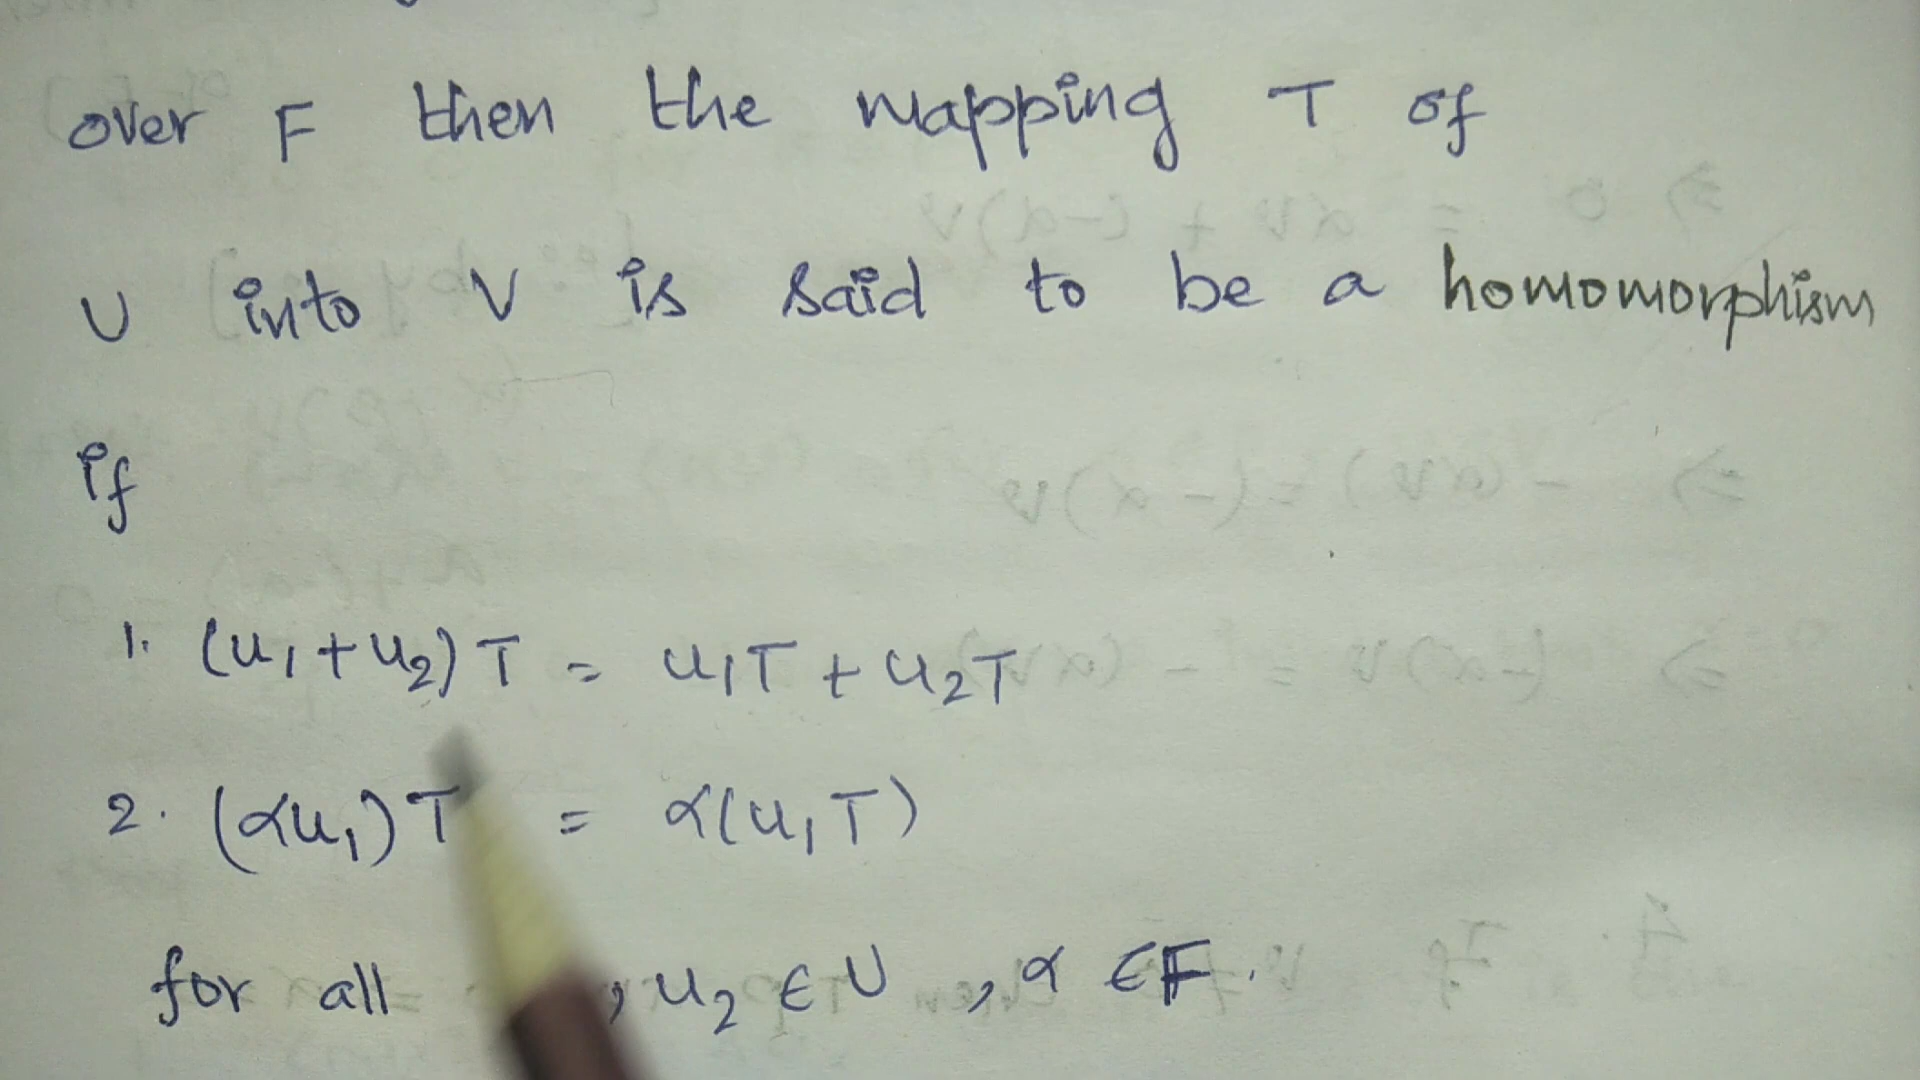 over F then the mapping T of
U into V is said to be a homomorphism
if
1. (u₁+u₂)T = u₁T + u₂T
2. (αu₁)T = α(u₁T)
for all , u₂ ∈ U , α ∈ F.